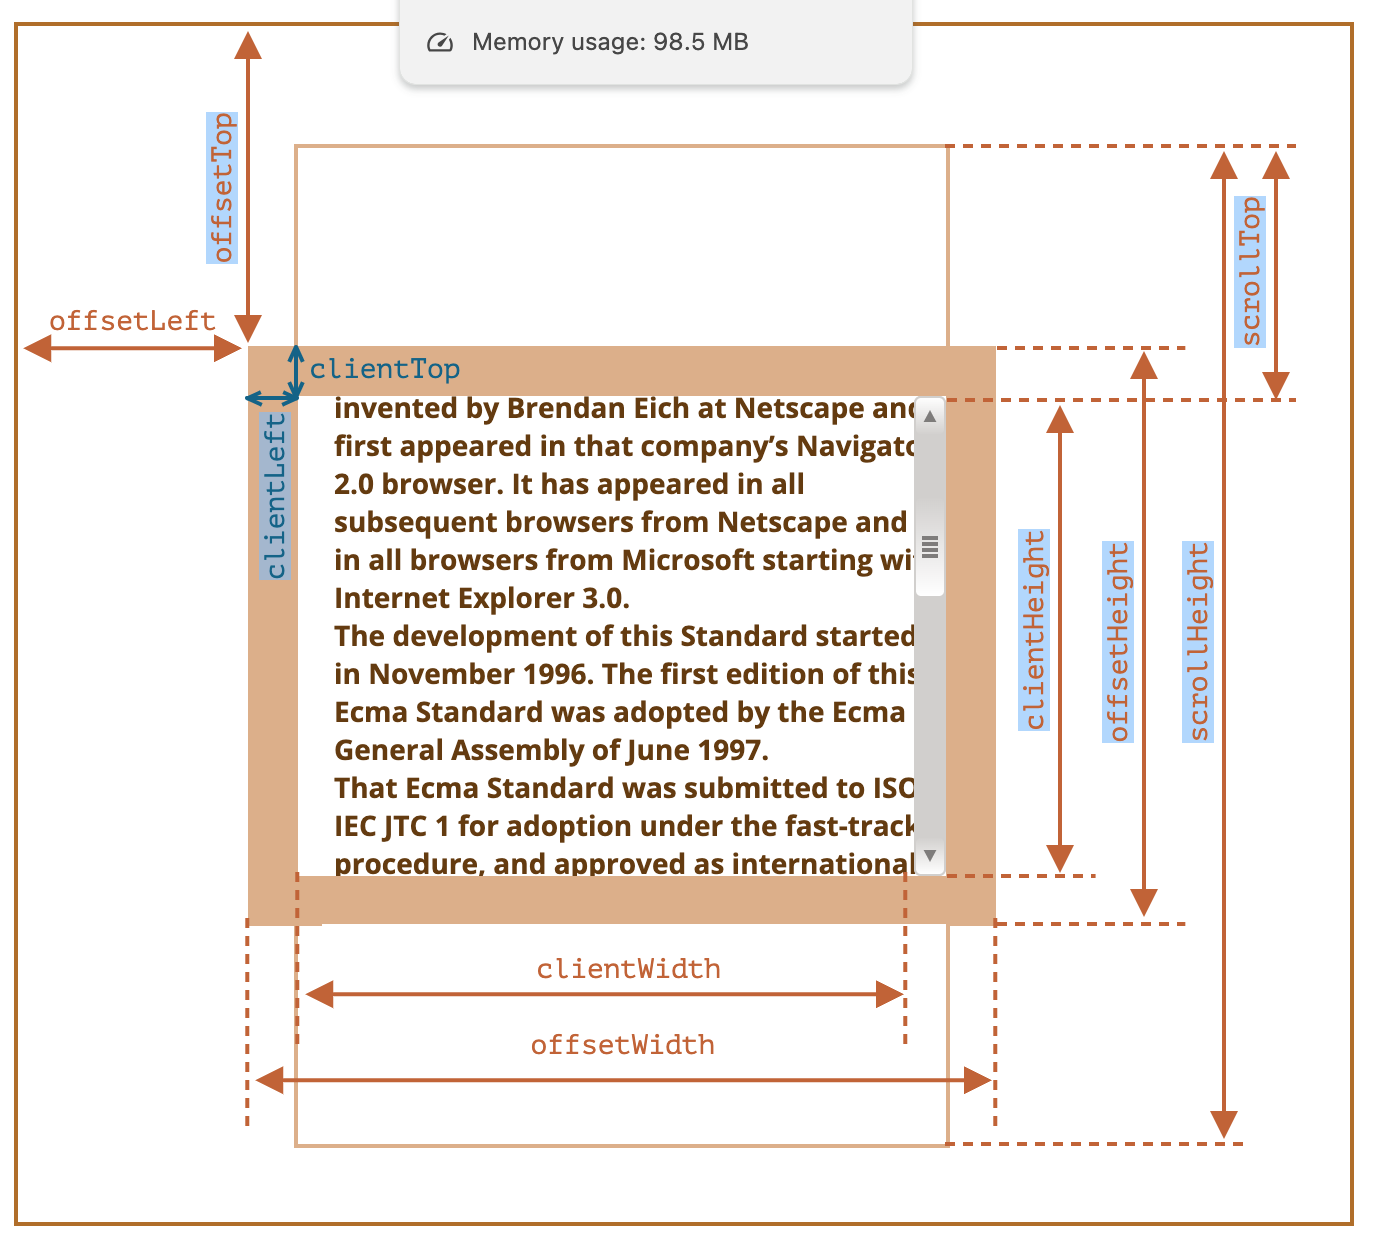 Memory usage: 98.5 MB
offsetTop
scrollTop
offsetLeft
clientTop
clientLeft
invented by Brendan Eich at Netscape and
first appeared in that company’s Navigato
2.0 browser. It has appeared in all
subsequent browsers from Netscape and
in all browsers from Microsoft starting wi
Internet Explorer 3.0.
The development of this Standard started
in November 1996. The first edition of this
Ecma Standard was adopted by the Ecma
General Assembly of June 1997.
That Ecma Standard was submitted to ISO
IEC JTC 1 for adoption under the fast-track
procedure, and approved as international
clientHeight
offsetHeight
scrollHeight
clientWidth
offsetWidth